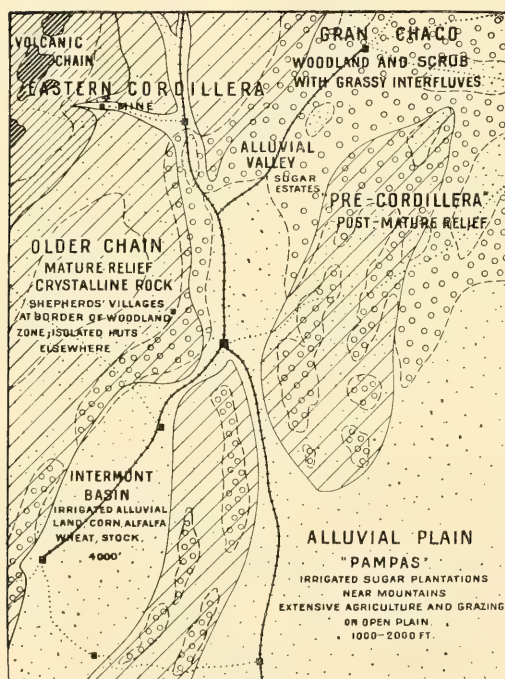 VOLCANIC
CHAIN
GRAN CHACO
WOODLAND AND SCRUB
WITH GRASSY INTERFLUVES
EASTERN CORDILLERA
MINE
ALLUVIAL
VALLEY
SUGAR
ESTATES
"PRE-CORDILLERA"
POST-MATURE RELIEF
OLDER CHAIN
MATURE RELIEF
CRYSTALLINE ROCK
SHEPHERDS' VILLAGES
AT BORDER OF WOODLAND
ZONE; ISOLATED HUTS
ELSEWHERE
INTERMONT
BASIN
IRRIGATED ALLUVIAL
LAND, CORN, ALFALFA
WHEAT, STOCK.
4000'
ALLUVIAL PLAIN
"PAMPAS"
IRRIGATED SUGAR PLANTATIONS
NEAR MOUNTAINS
EXTENSIVE AGRICULTURE AND GRAZING
ON OPEN PLAIN.
1000-2000 FT.